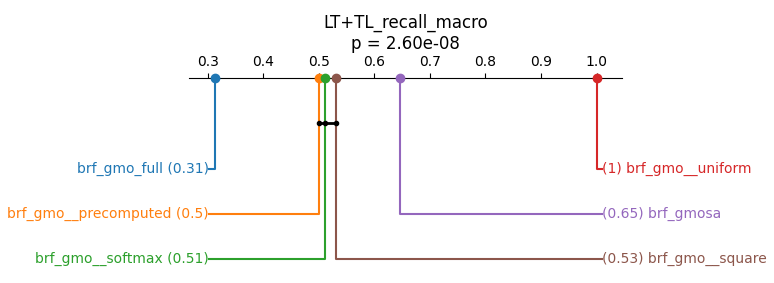 LT+TL_recall_macro
p = 2.60e-08
0.3 0.4 0.5 0.6 0.7 0.8 0.9 1.0
brf_gmo_full (0.31)
(1) brf_gmo__uniform
brf_gmo__precomputed (0.5)
(0.65) brf_gmosa
brf_gmo__softmax (0.51)
(0.53) brf_gmo__square